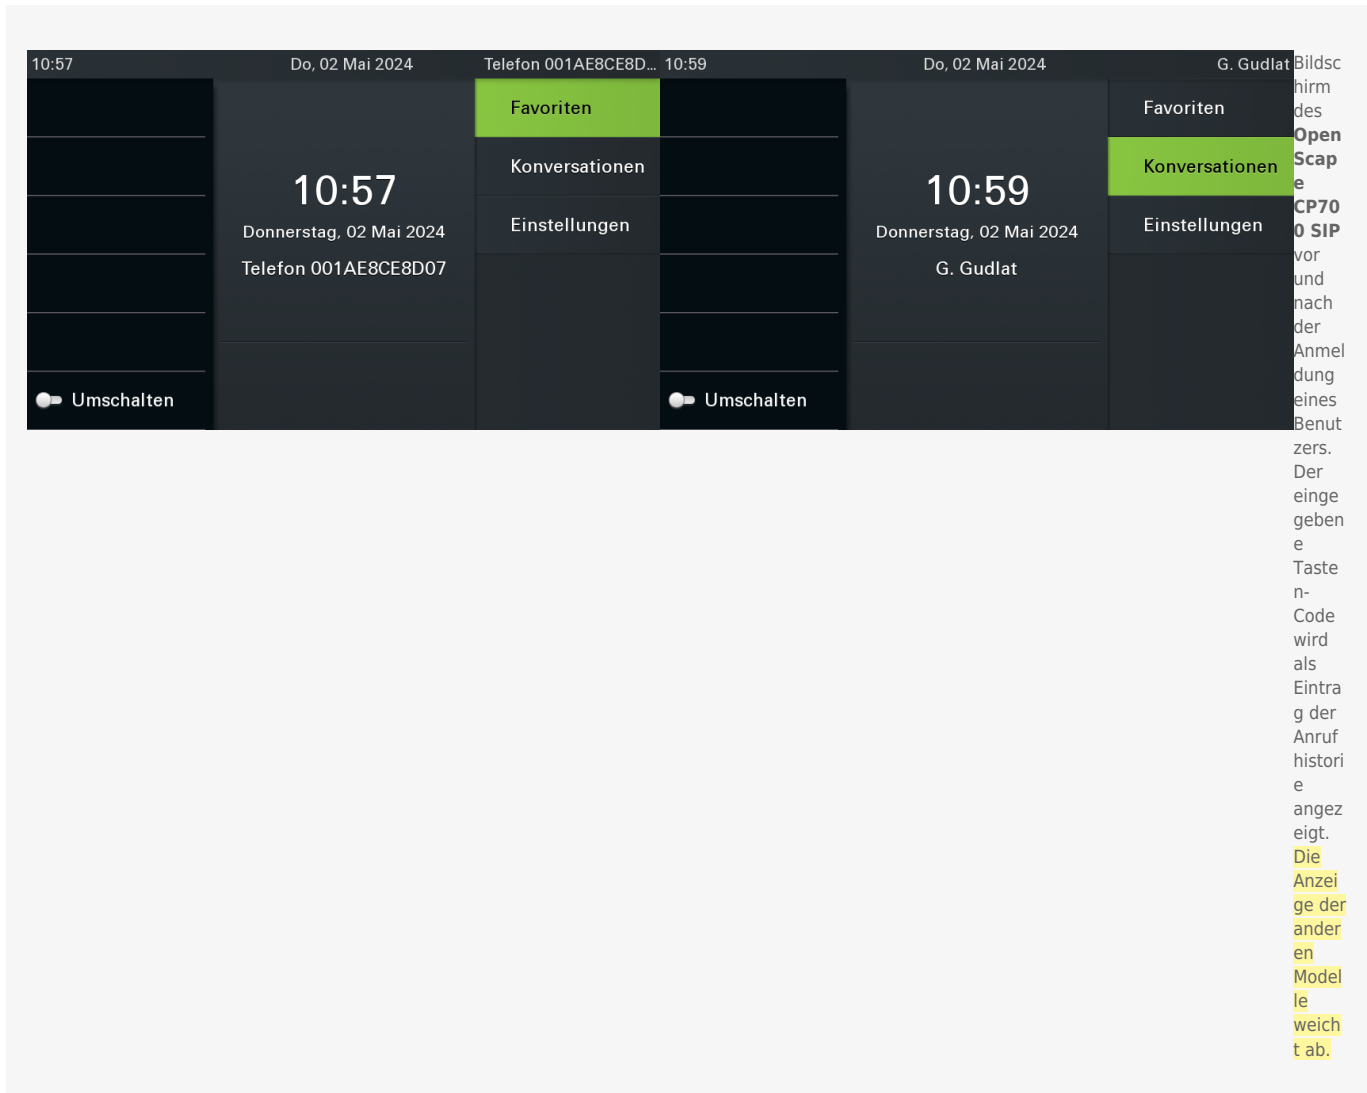 10:57 Do, 02 Mai 2024 Telefon 001AE8CE8D...
Favoriten
Konversationen
10:57
Einstellungen
Donnerstag, 02 Mai 2024
Telefon 001AE8CE8D07
Umschalten
10:59 Do, 02 Mai 2024 G. Gudlat
Favoriten
Konversationen
10:59
Einstellungen
Donnerstag, 02 Mai 2024
G. Gudlat
Umschalten
Bildsc
hirm
des
Open
Scap
e
CP70
0 SIP
vor
und
nach
der
Anmel
dung
eines
Benut
zers.
Der
einge
geben
e
Taste
n-
Code
wird
als
Eintra
g der
Anruf
histori
e
angez
eigt.
Die
Anzei
ge der
ander
en
Model
le
weich
t ab.